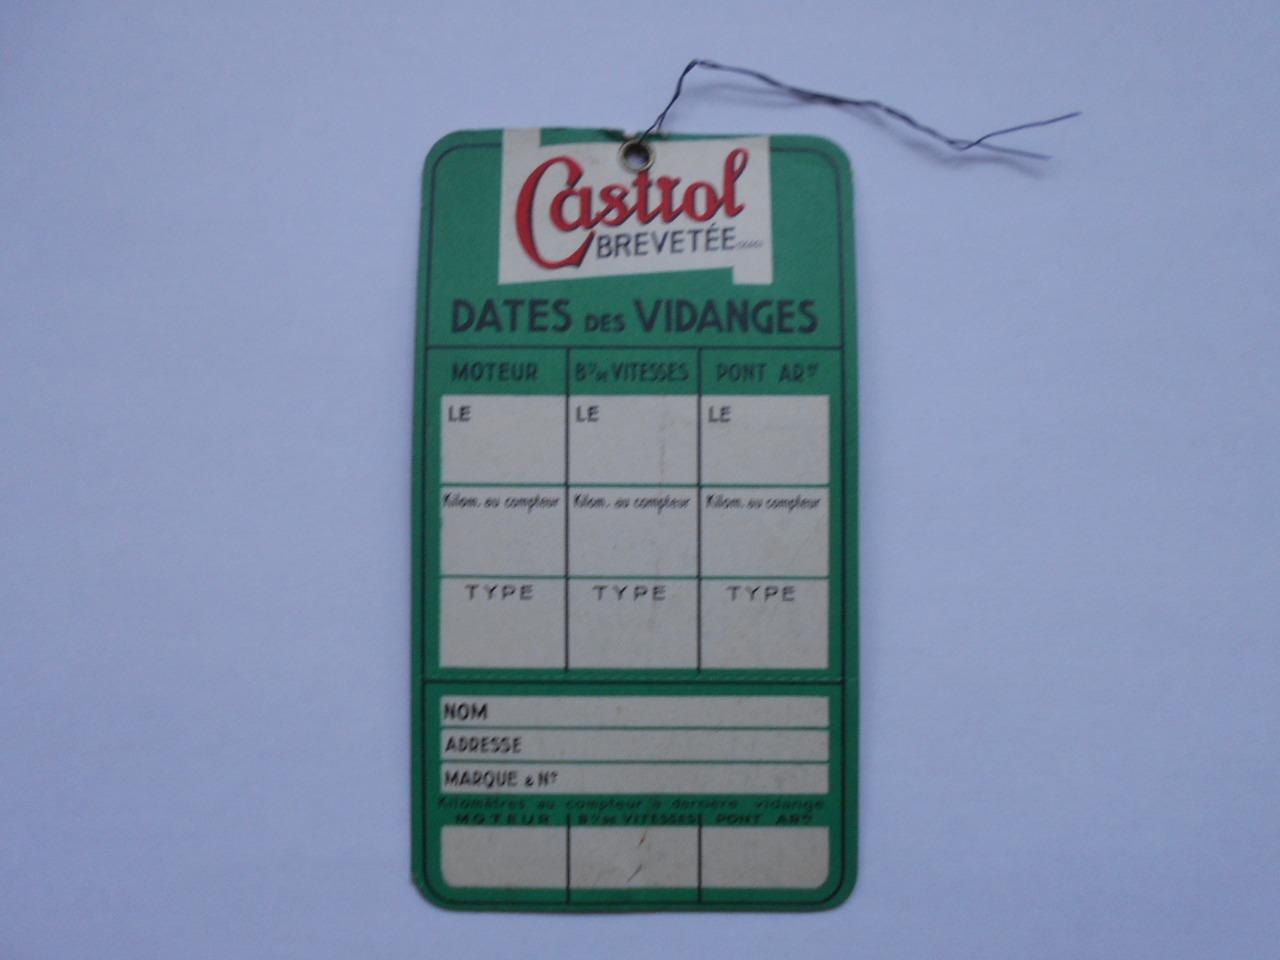 Castrol
BREVETÉE
DATES DES VIDANGES
MOTEUR Bte DE VITESSES PONT ARre
LE LE LE
Kilom. au compteur Kilom. au compteur Kilom. au compteur
TYPE TYPE TYPE
NOM
ADRESSE
MARQUE & No
Kilomètres au compteur à dernière vidange
MOTEUR Bte DE VITESSES PONT ARre